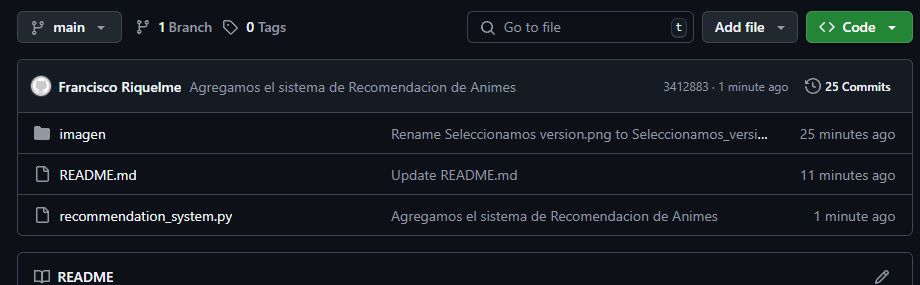 main 1 Branch 0 Tags Go to file t Add file Code
Francisco Riquelme Agregamos el sistema de Recomendacion de Animes 3412883 · 1 minute ago 25 Commits
imagen Rename Seleccionamos version.png to Seleccionamos_versi... 25 minutes ago
README.md Update README.md 11 minutes ago
recommendation_system.py Agregamos el sistema de Recomendacion de Animes 1 minute ago
README